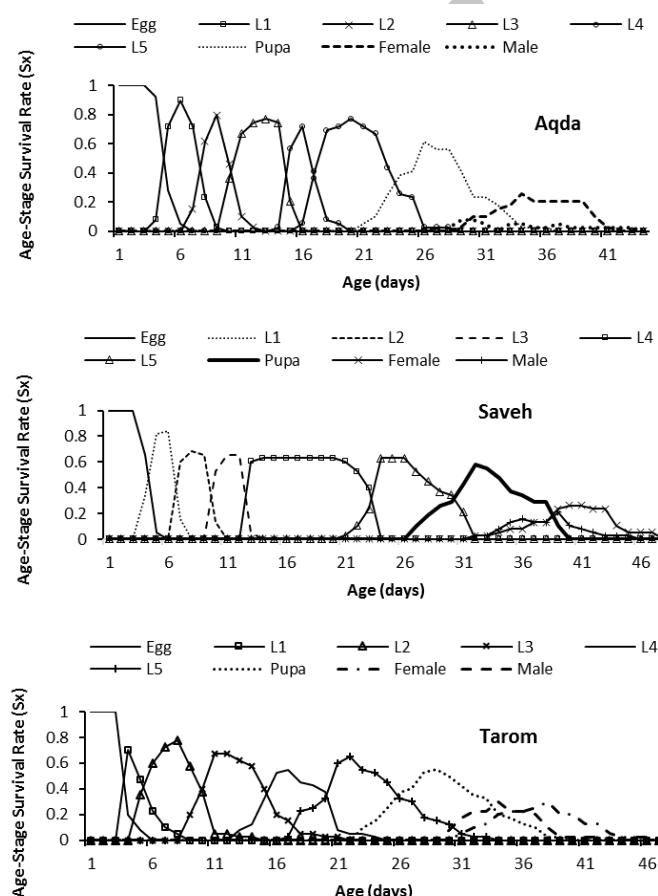 Egg L1 L2 L3 L4
L5 Pupa Female Male
Age-Stage Survival Rate (Sx)
1
0.8
0.6
0.4
0.2
0
Aqda
1 6 11 16 21 26 31 36 41
Age (days)
Egg L1 L2 L3 L4
L5 Pupa Female Male
Age-Stage Survival Rate (Sx)
1
0.8
0.6
0.4
0.2
0
Saveh
1 6 11 16 21 26 31 36 41 46
Age (days)
Egg L1 L2 L3 L4
L5 Pupa Female Male
Age-Stage Survival Rate (Sx)
1
0.8
0.6
0.4
0.2
0
Tarom
1 6 11 16 21 26 31 36 41 46
Age (days)